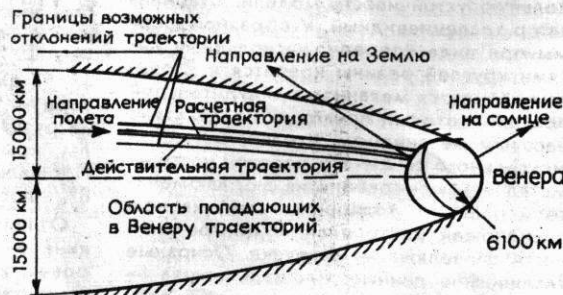 Границы возможных
отклонений траектории
Направление на Землю
Направление
полета
Расчетная
траектория
Направление
на солнце
15000 км
Действительная траектория
Венера
Область попадающих
в Венеру траекторий
15000 км
6100 км